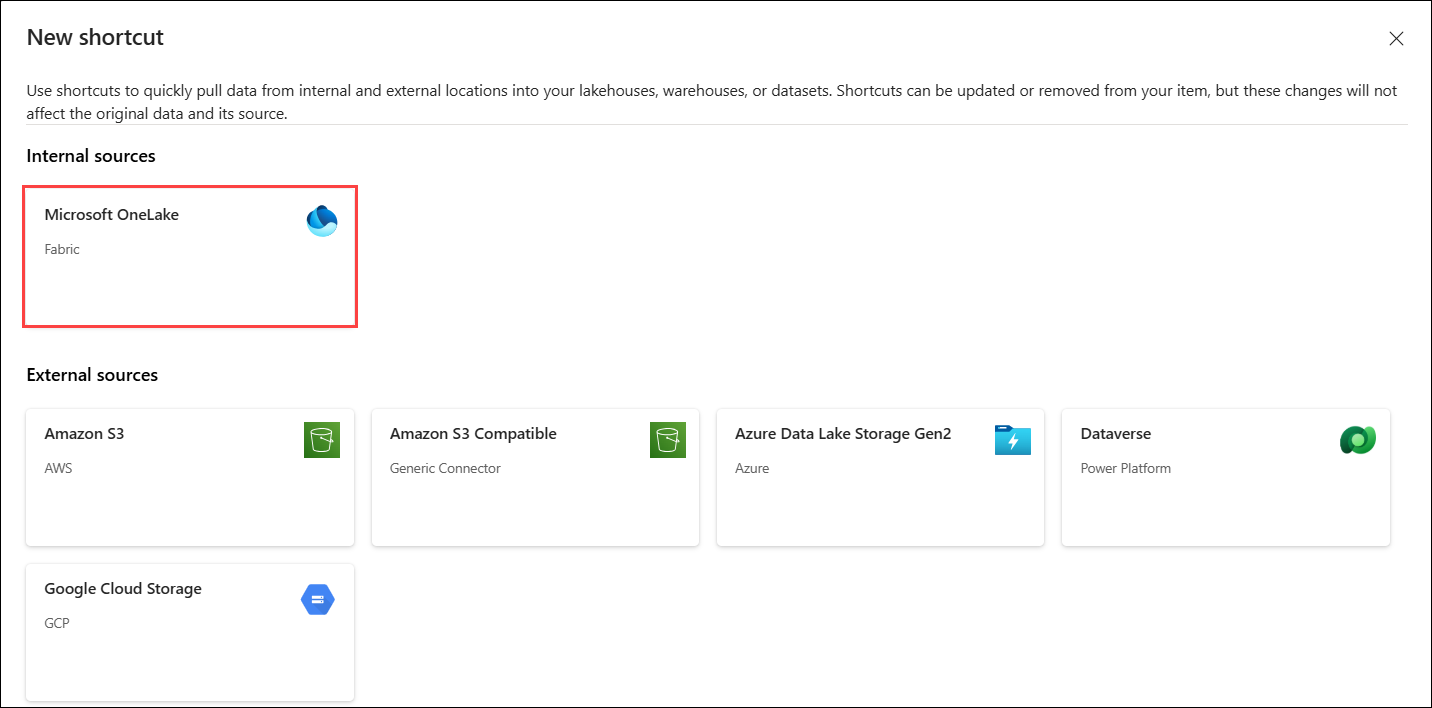 New shortcut
Use shortcuts to quickly pull data from internal and external locations into your lakehouses, warehouses, or datasets. Shortcuts can be updated or removed from your item, but these changes will not
affect the original data and its source.
Internal sources
Microsoft OneLake
Fabric
External sources
Amazon S3
AWS
Amazon S3 Compatible
Generic Connector
Azure Data Lake Storage Gen2
Azure
Dataverse
Power Platform
Google Cloud Storage
GCP